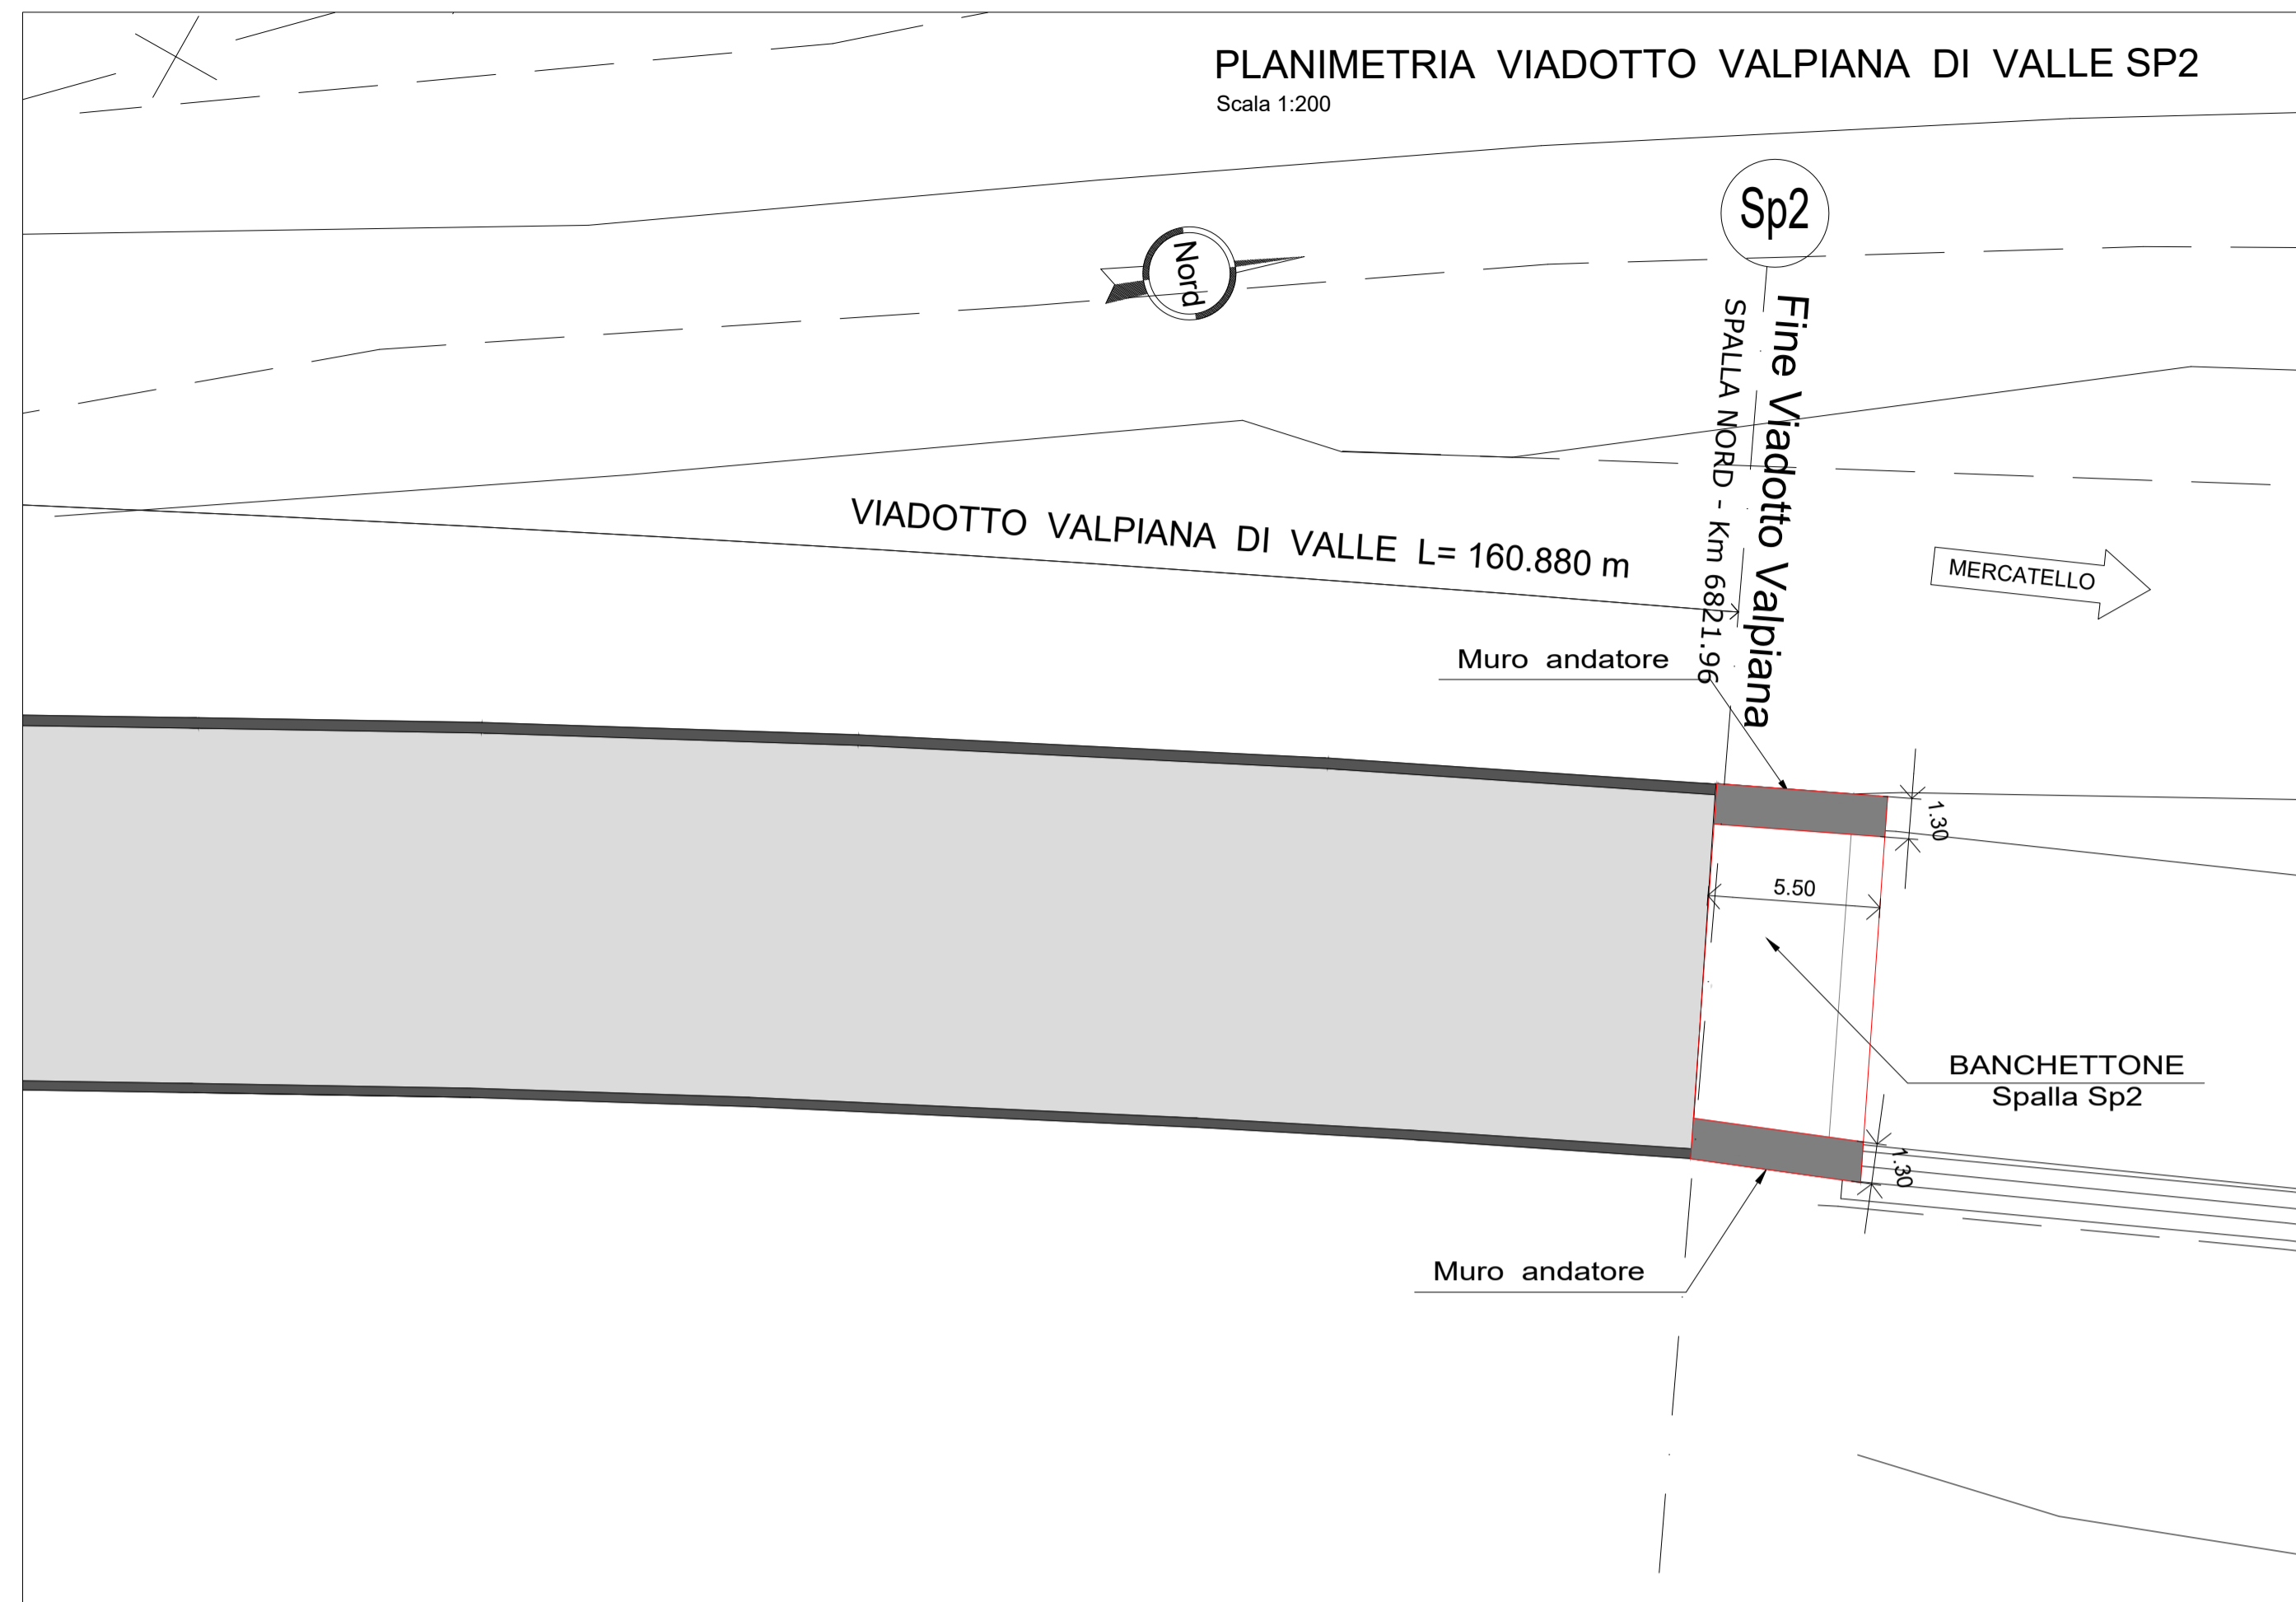 PLANIMETRIA VIADOTTO VALPIANA DI VALLE SP2
Scala 1:200
Sp2
Nord
Fine Viadotto Valpiana
SPALLA NORD - Km 6821.96
VIADOTTO VALPIANA DI VALLE L= 160.880 m
MERCATELLO
Muro andatore
1.30
5.50
BANCHETTONE
Spalla Sp2
1.30
Muro andatore